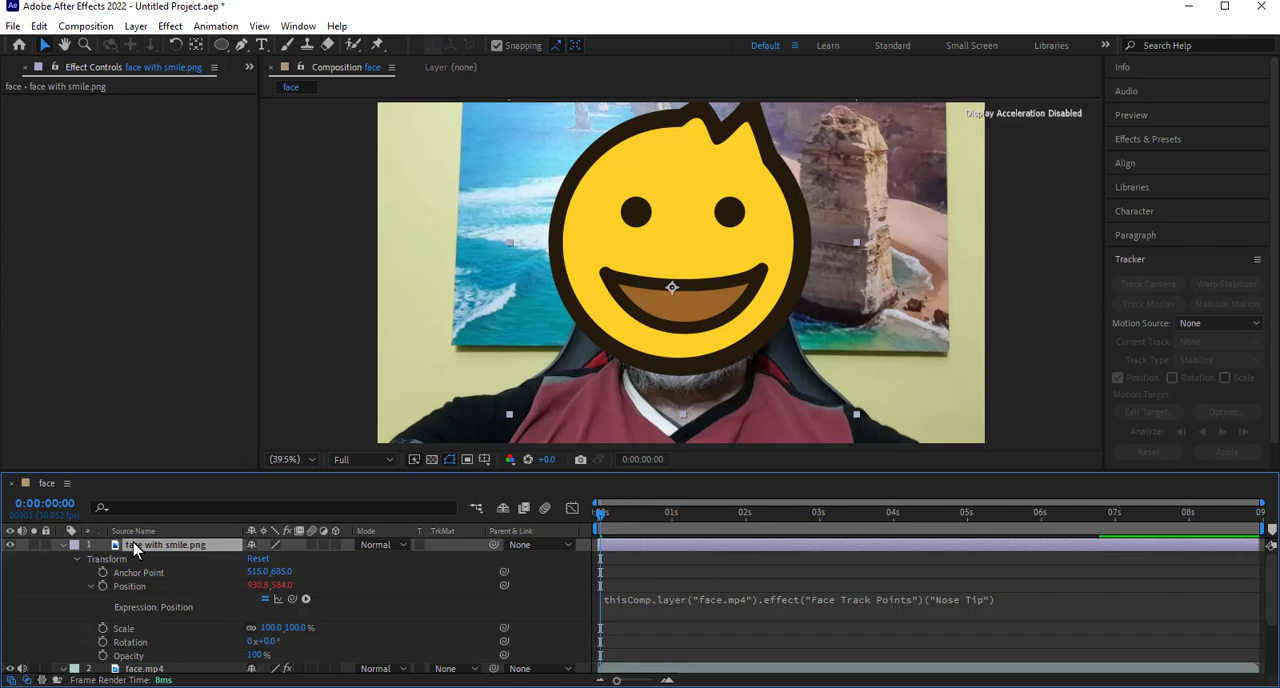 Adobe After Effects 2022 - Untitled Project.aep *
File Edit Composition Layer Effect Animation View Window Help
Snapping Default Learn Standard Small Screen Libraries Search Help
Effect Controls face with smile.png
Composition face
Layer (none)
face • face with smile.png
face
Display Acceleration Disabled
Info
Audio
Preview
Effects & Presets
Align
Libraries
Character
Paragraph
Tracker
Track Camera Warp Stabilizer
Track Motion Stabilize Motion
Motion Source: None
Current Track: None
Track Type: Stabilize
Position Rotation Scale
Motion Target:
Edit Target... Options...
Analyze:
Reset Apply
(39.5%) Full +0.0 0:00:00:00
face
0:00:00:00
00001 (30.052 fps)
01s 02s 03s 04s 05s 06s 07s 08s 09
# Source Name Mode T .TrkMat Parent & Link
1 face with smile.png Normal None
Transform Reset
Anchor Point 515.0,685.0
Position 930.8,584.0
Expression: Position thisComp.layer("face.mp4").effect("Face Track Points")("Nose Tip")
Scale 100.0,100.0%
Rotation 0x+0.0°
Opacity 100%
2 face.mp4 Normal None None
Frame Render Time: 8ms